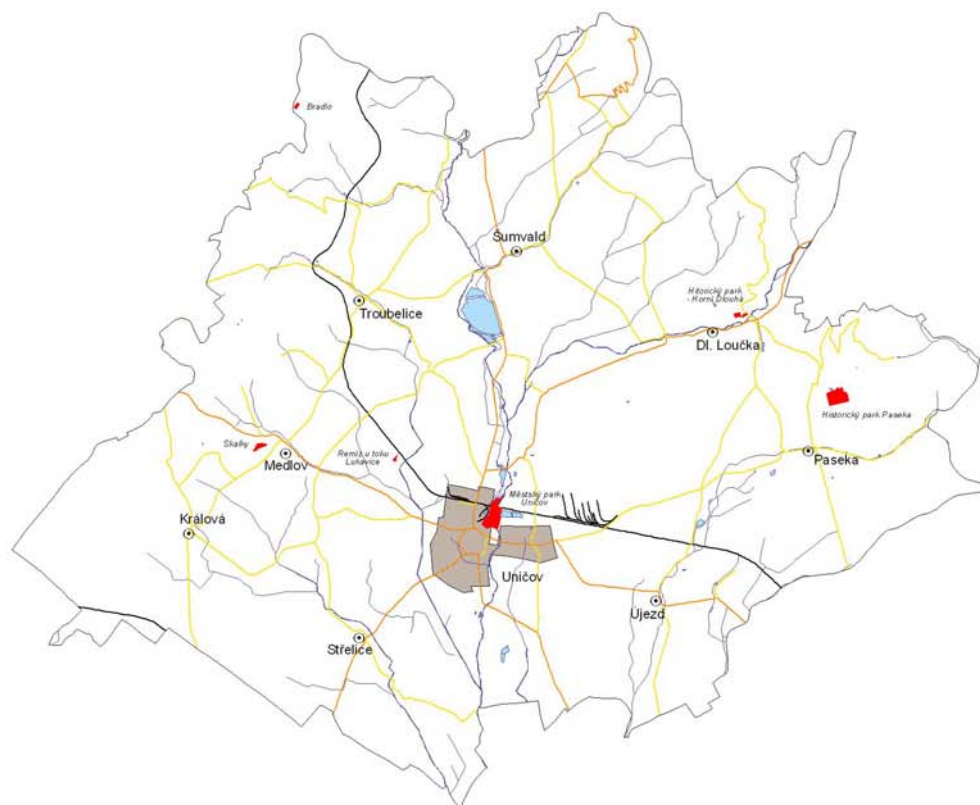 Bradlo
Šumvald
Hitorický park
- Horní Dlouhá
Troubelice
Dl. Loučka
Historický park Paseka
Skalky
Medlov
Remíz u toku
Lukavice
Paseka
Městský park
Uničov
Králová
Uničov
Újezd
Střelice